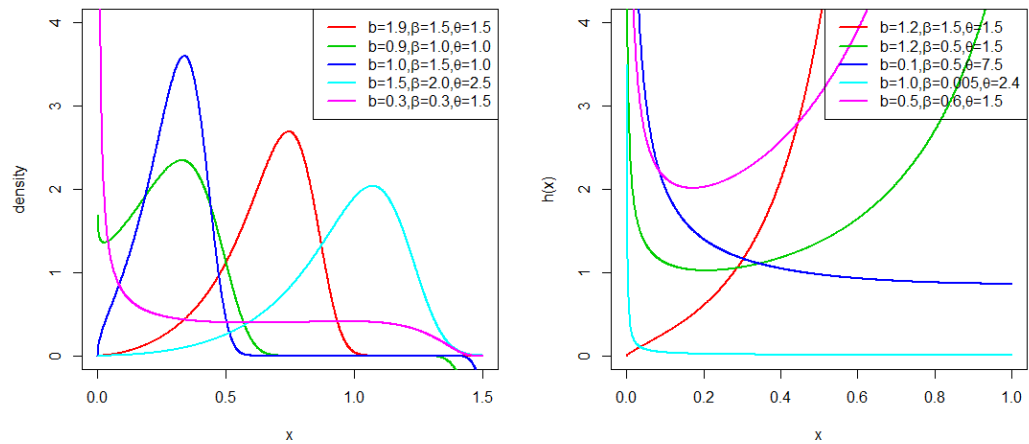 b=1.9,β=1.5,θ=1.5
b=0.9,β=1.0,θ=1.0
b=1.0,β=1.5,θ=1.0
b=1.5,β=2.0,θ=2.5
b=0.3,β=0.3,θ=1.5
4
3
2
1
0
density
0.0 0.5 1.0 1.5
x
b=1.2,β=1.5,θ=1.5
b=1.2,β=0.5,θ=1.5
b=0.1,β=0.5,θ=7.5
b=1.0,β=0.005,θ=2.4
b=0.5,β=0.6,θ=1.5
4
3
2
1
0
h(x)
0.0 0.2 0.4 0.6 0.8 1.0
x